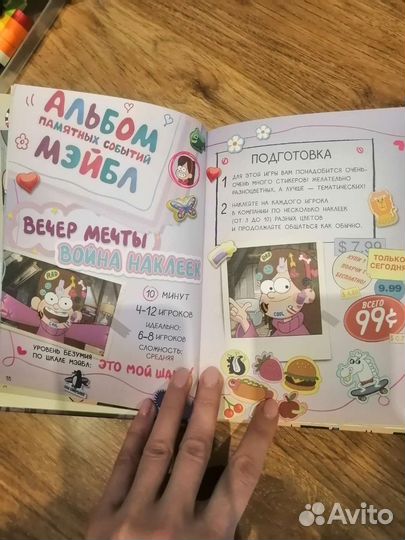 АЛЬБОМ
ПАМЯТНЫХ СОБЫТИЙ
МЭЙБЛ
ВЕЧЕР МЕЧТЫ
ВОЙНА НАКЛЕЕК
10 МИНУТ
4-12 ИГРОКОВ
ИДЕАЛЬНО:
6-8 ИГРОКОВ
СЛОЖНОСТЬ:
СРЕДНЯЯ
УРОВЕНЬ БЕЗУМИЯ
ПО ШКАЛЕ МЭЙБЛ:
ЭТО МОЙ
ПОДГОТОВКА
1 ДЛЯ ЭТОЙ ИГРЫ ВАМ ПОНАДОБИТСЯ ОЧЕНЬ-
ОЧЕНЬ МНОГО СТИКЕРОВ! ЖЕЛАТЕЛЬНО
РАЗНОЦВЕТНЫХ, А ЛУЧШЕ — ТЕМАТИЧЕСКИХ!
2 НАКЛЕЙТЕ НА КАЖДОГО ИГРОКА
В КОМПАНИИ ПО НЕСКОЛЬКО НАКЛЕЕК
(ОТ 3 ДО 10) РАЗНЫХ ЦВЕТОВ
И ПРОДОЛЖАЙТЕ ОБЩАТЬСЯ КАК ОБЫЧНО.
$ 7.99
ТОЛЬКО
СЕГОДНЯ
9.99
ВСЕГО
99¢
COOL
Avito